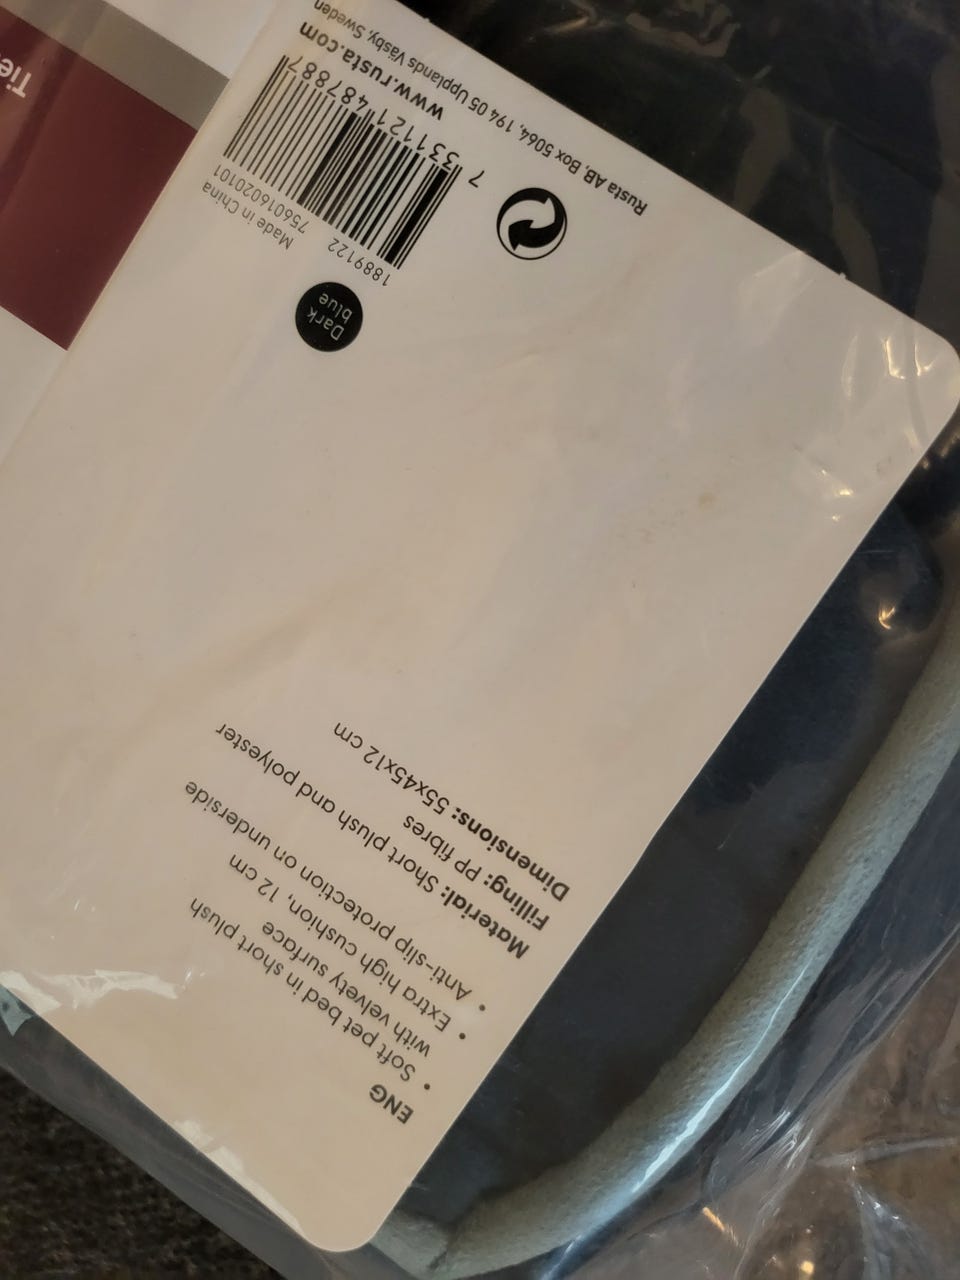 ENG
• Soft pet bed in short plush
with velvety surface
• Extra high cushion, 12 cm
• Anti-slip protection on underside
Material: Short plush and polyester
Filling: PP fibres
Dimensions: 55x45x12 cm
Dark
blue
1889122
756016020101
Made in China
7 331121 487887
www.rusta.com
Rusta AB, Box 5064, 194 05 Upplands Väsby, Sweden